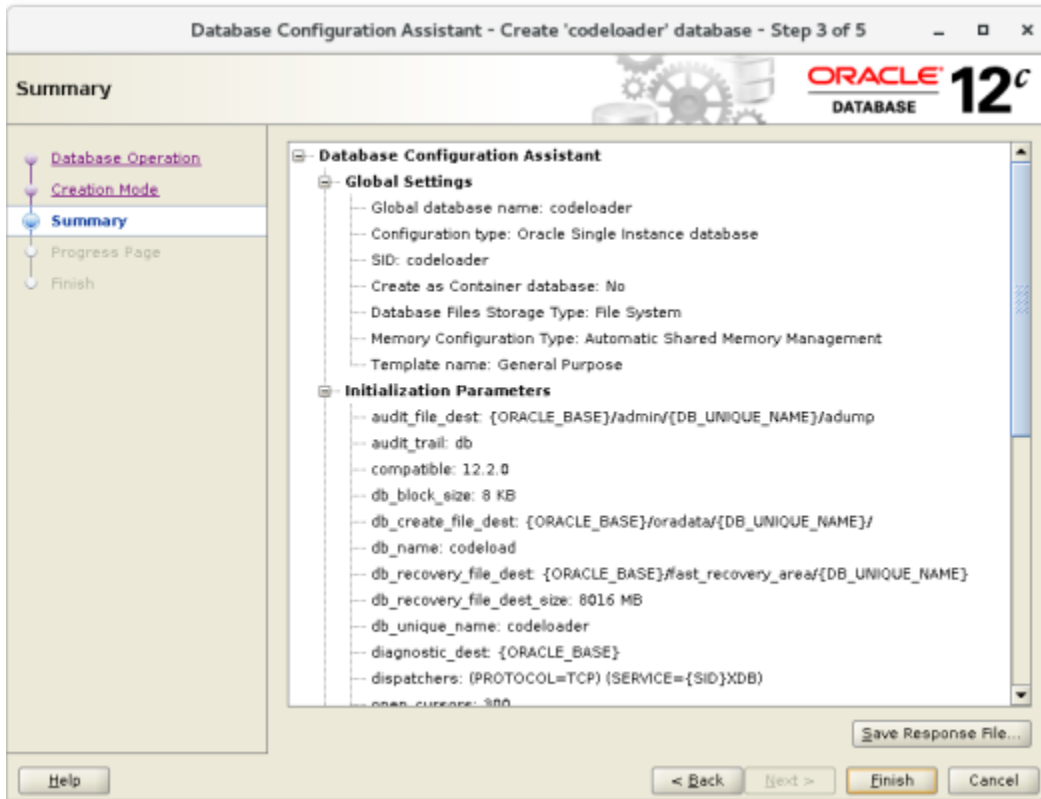 Database Configuration Assistant - Create 'codeloader' database - Step 3 of 5
Summary
ORACLE
DATABASE
12c
Database Operation
Creation Mode
Summary
Progress Page
Finish
Database Configuration Assistant
Global Settings
Global database name: codeloader
Configuration type: Oracle Single Instance database
SID: codeloader
Create as Container database: No
Database Files Storage Type: File System
Memory Configuration Type: Automatic Shared Memory Management
Template name: General Purpose
Initialization Parameters
audit_file_dest: {ORACLE_BASE}/admin/{DB_UNIQUE_NAME}/adump
audit_trail: db
compatible: 12.2.0
db_block_size: 8 KB
db_create_file_dest: {ORACLE_BASE}/oradata/{DB_UNIQUE_NAME}/
db_name: codeload
db_recovery_file_dest: {ORACLE_BASE}/fast_recovery_area/{DB_UNIQUE_NAME}
db_recovery_file_dest_size: 8016 MB
db_unique_name: codeloader
diagnostic_dest: {ORACLE_BASE}
dispatchers: (PROTOCOL=TCP) (SERVICE={SID}XDB)
open_cursors: 300
Save Response File...
Help
< Back
Next >
Finish
Cancel